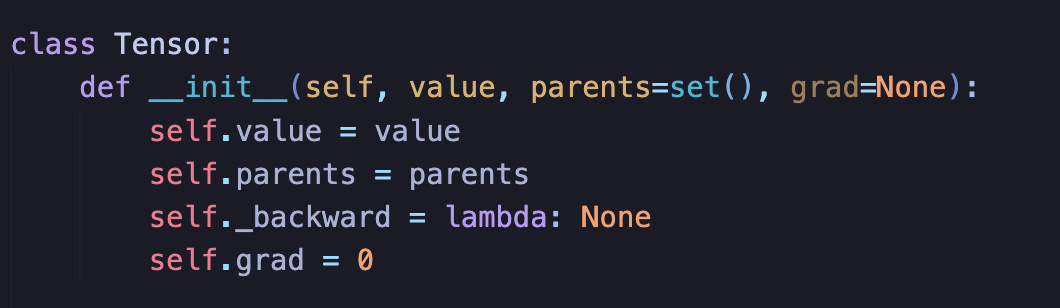 class Tensor:
    def __init__(self, value, parents=set(), grad=None):
        self.value = value
        self.parents = parents
        self._backward = lambda: None
        self.grad = 0